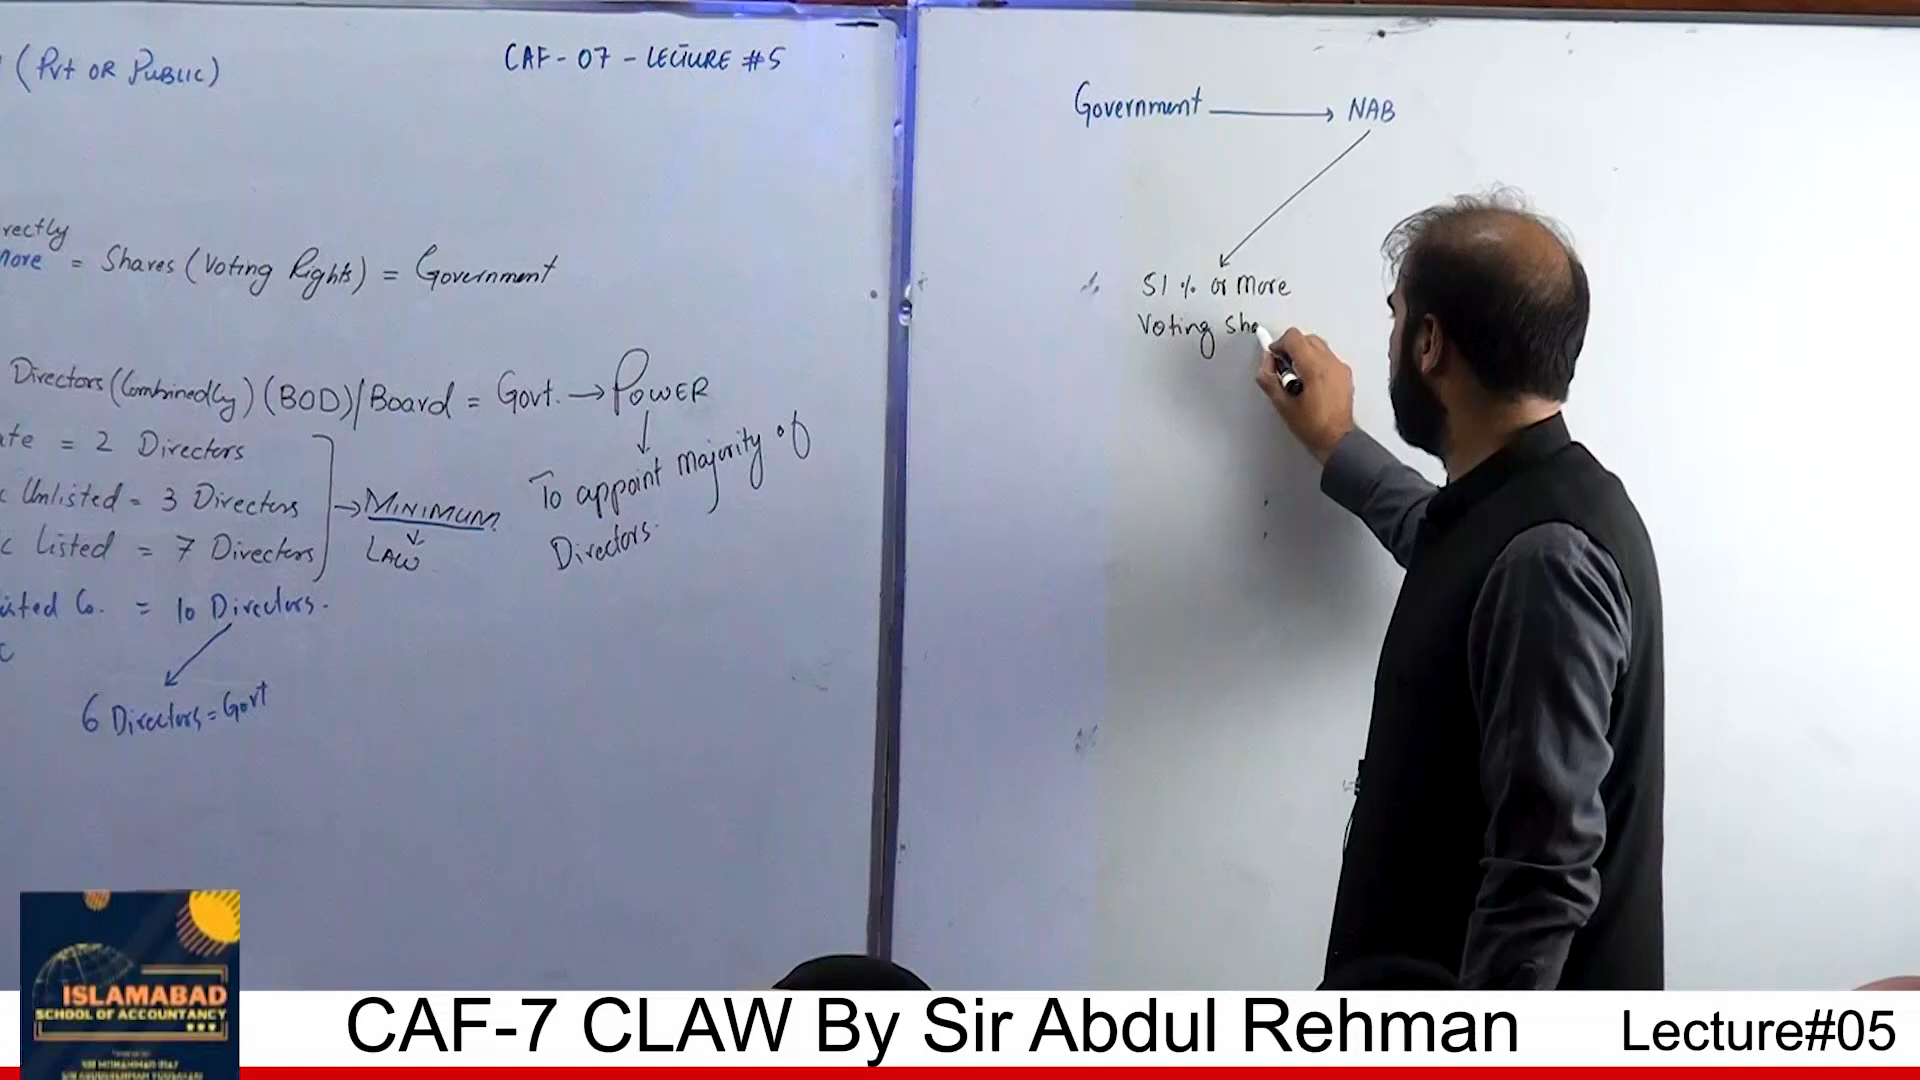 (Pvt OR PUBLIC)
CAF - 07 - LECTURE #5
rectly
more = Shares (Voting Rights) = Government
Directors (Combinedly) (BOD)/Board = Govt. → POWER
To appoint majority of
Directors.
ate = 2 Directors
c Unlisted = 3 Directors
→ MINIMUM
LAW
c Listed = 7 Directors
isted Co. = 10 Directors.
c
6 Directors = Govt
Government → NAB
51 % or more
Voting Sha
ISLAMABAD
SCHOOL OF ACCOUNTANCY
CAF-7 CLAW By Sir Abdul Rehman
Lecture#05